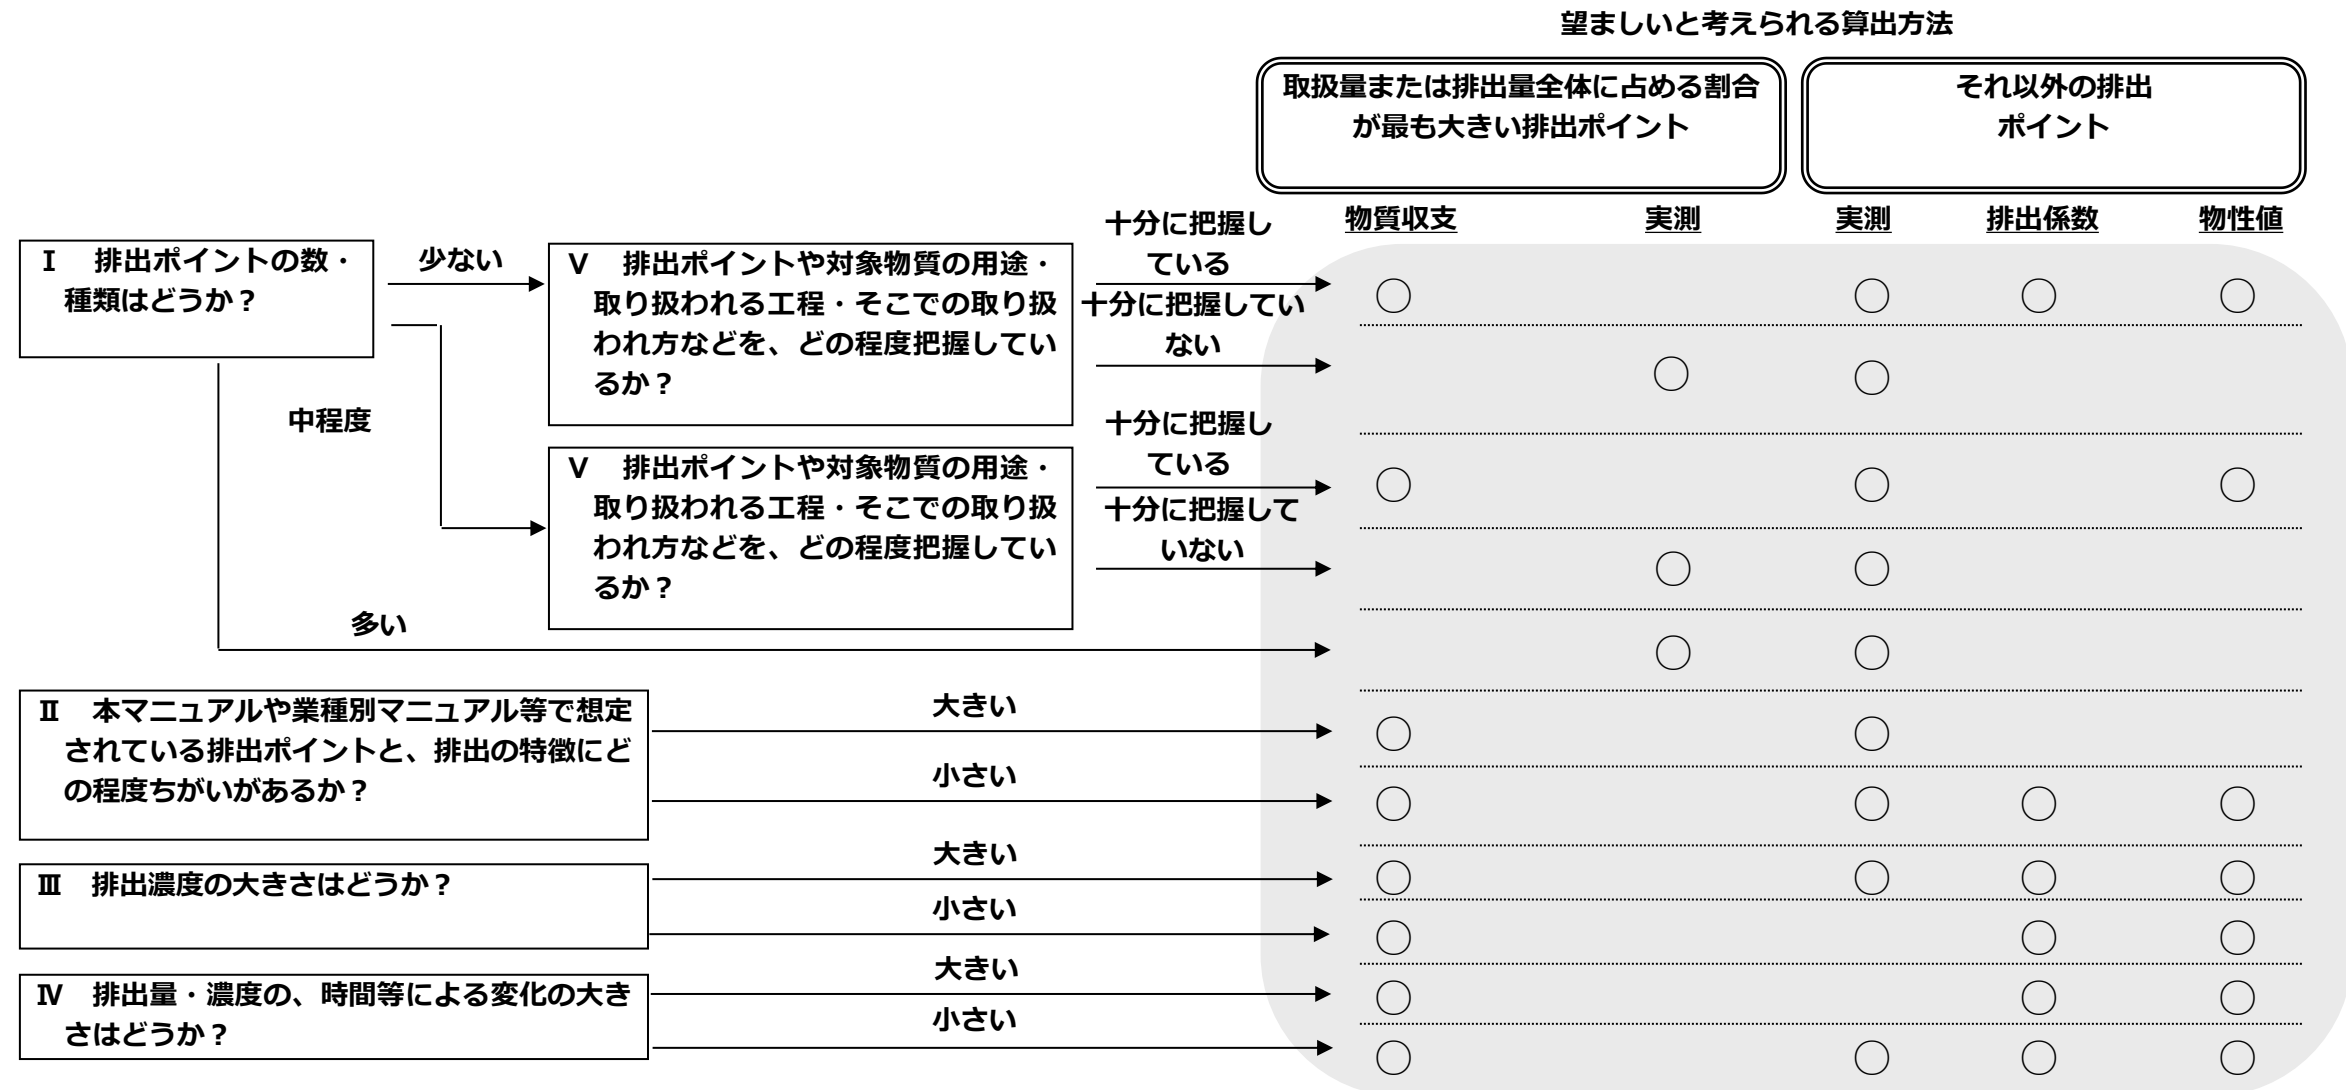 望ましいと考えられる算出方法
取扱量または排出量全体に占める割合
が最も大きい排出ポイント
それ以外の排出
ポイント
物質収支
実測
実測
排出係数
物性値
Ⅰ 排出ポイントの数・
種類はどうか？
少ない
中程度
多い
Ⅴ 排出ポイントや対象物質の用途・
取り扱われる工程・そこでの取り扱
われ方などを、どの程度把握してい
るか？
十分に把握し
ている
十分に把握してい
ない
Ⅴ 排出ポイントや対象物質の用途・
取り扱われる工程・そこでの取り扱
われ方などを、どの程度把握してい
るか？
十分に把握し
ている
十分に把握して
いない
Ⅱ 本マニュアルや業種別マニュアル等で想定
されている排出ポイントと、排出の特徴にど
の程度ちがいがあるか？
大きい
小さい
Ⅲ 排出濃度の大きさはどうか？
大きい
小さい
Ⅳ 排出量・濃度の、時間等による変化の大き
さはどうか？
大きい
小さい